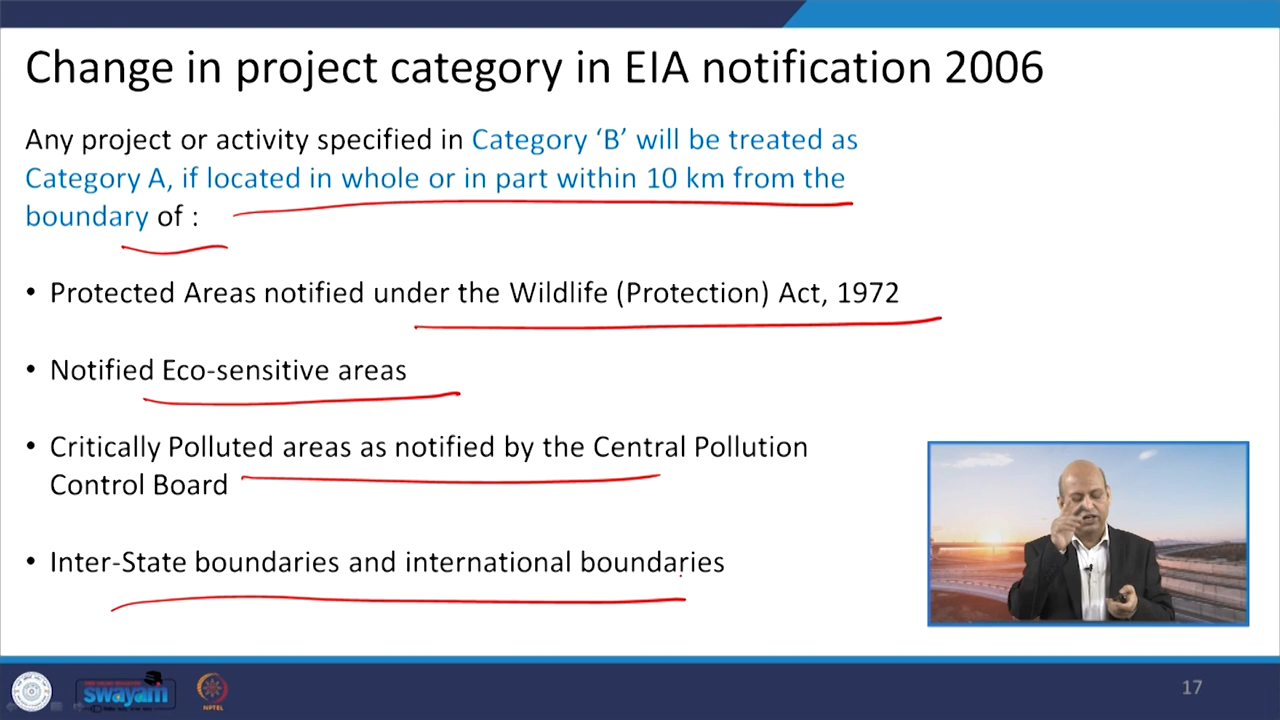 Change in project category in EIA notification 2006
Any project or activity specified in Category ‘B’ will be treated as
Category A, if located in whole or in part within 10 km from the
boundary of :
• Protected Areas notified under the Wildlife (Protection) Act, 1972
• Notified Eco-sensitive areas
• Critically Polluted areas as notified by the Central Pollution
Control Board
• Inter-State boundaries and international boundaries
swayam
NPTEL
17